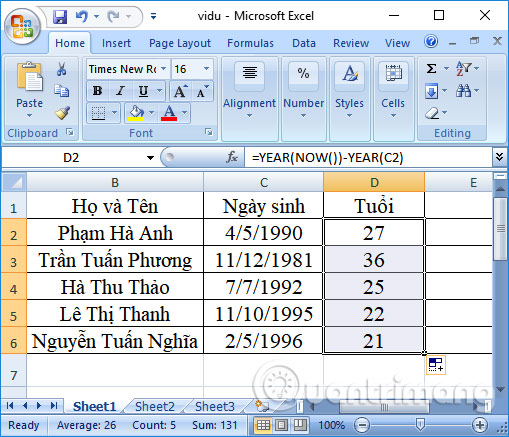 vidu - Microsoft Excel
Home Insert Page Layout Formulas Data Review View
Paste
Times New Ro 16
B I U A A
A
Alignment
%
Number
Styles
Cells
Σ
Clipboard Font Editing
D2 fx =YEAR(NOW())-YEAR(C2)
B C D E
1 Họ và Tên Ngày sinh Tuổi
2 Phạm Hà Anh 4/5/1990 27
3 Trần Tuấn Phương 11/12/1981 36
4 Hà Thu Thảo 7/7/1992 25
5 Lê Thị Thanh 11/10/1995 22
6 Nguyễn Tuấn Nghĩa 2/5/1996 21
7
Quantrimang
Sheet1 Sheet2 Sheet3
Ready Average: 26 Count: 5 Sum: 131 100%